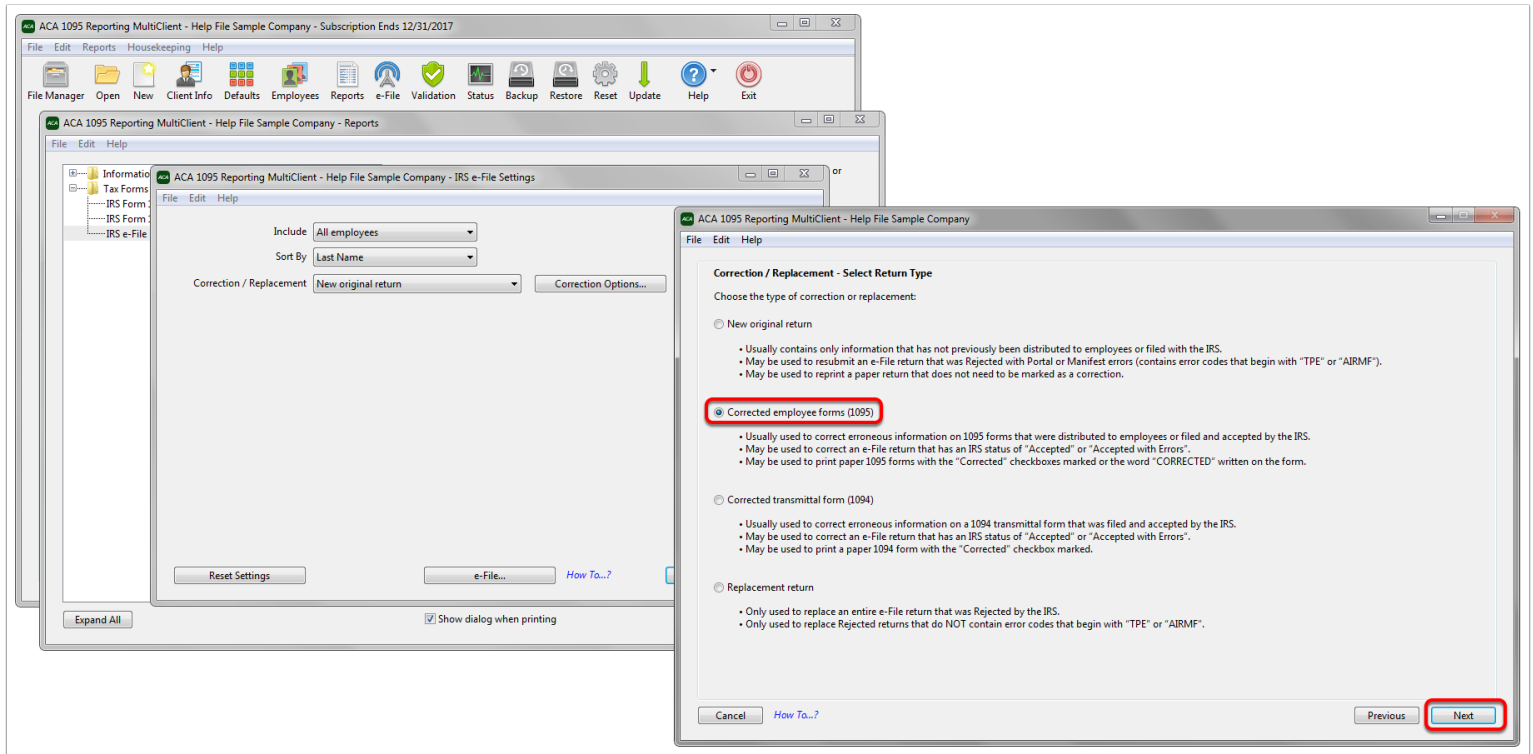 ACA 1095 Reporting MultiClient - Help File Sample Company - Subscription Ends 12/31/2017
File Edit Reports Housekeeping Help
File Manager Open New Client Info Defaults Employees Reports e-File Validation Status Backup Restore Reset Update Help Exit
ACA 1095 Reporting MultiClient - Help File Sample Company - Reports
File Edit Help
Informatio
or
Tax Forms
IRS Form
IRS Form
IRS e-File
ACA 1095 Reporting MultiClient - Help File Sample Company - IRS e-File Settings
File Edit Help
Include All employees
Sort By Last Name
Correction / Replacement New original return Correction Options...
Reset Settings e-File... How To...?
Expand All Show dialog when printing
ACA 1095 Reporting MultiClient - Help File Sample Company
File Edit Help
Correction / Replacement - Select Return Type
Choose the type of correction or replacement:
New original return
• Usually contains only information that has not previously been distributed to employees or filed with the IRS.
• May be used to resubmit an e-File return that was Rejected with Portal or Manifest errors (contains error codes that begin with "TPE" or "AIRMF").
• May be used to reprint a paper return that does not need to be marked as a correction.
Corrected employee forms (1095)
• Usually used to correct erroneous information on 1095 forms that were distributed to employees or filed and accepted by the IRS.
• May be used to correct an e-File return that has an IRS status of "Accepted" or "Accepted with Errors".
• May be used to print paper 1095 forms with the "Corrected" checkboxes marked or the word "CORRECTED" written on the form.
Corrected transmittal form (1094)
• Usually used to correct erroneous information on a 1094 transmittal form that was filed and accepted by the IRS.
• May be used to correct an e-File return that has an IRS status of "Accepted" or "Accepted with Errors".
• May be used to print a paper 1094 form with the "Corrected" checkbox marked.
Replacement return
• Only used to replace an entire e-File return that was Rejected by the IRS.
• Only used to replace Rejected returns that do NOT contain error codes that begin with "TPE" or "AIRMF".
Cancel How To...? Previous Next